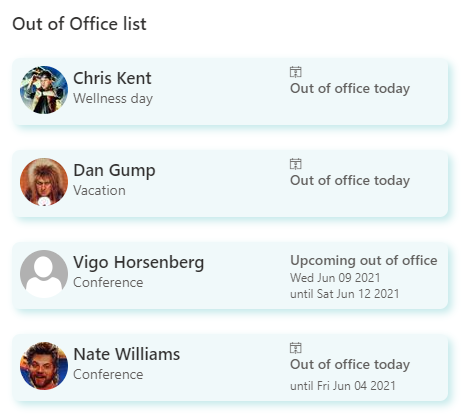 Out of Office list
Chris Kent
Wellness day
Out of office today
Dan Gump
Vacation
Out of office today
Vigo Horsenberg
Conference
Upcoming out of office
Wed Jun 09 2021
until Sat Jun 12 2021
Nate Williams
Conference
Out of office today
until Fri Jun 04 2021